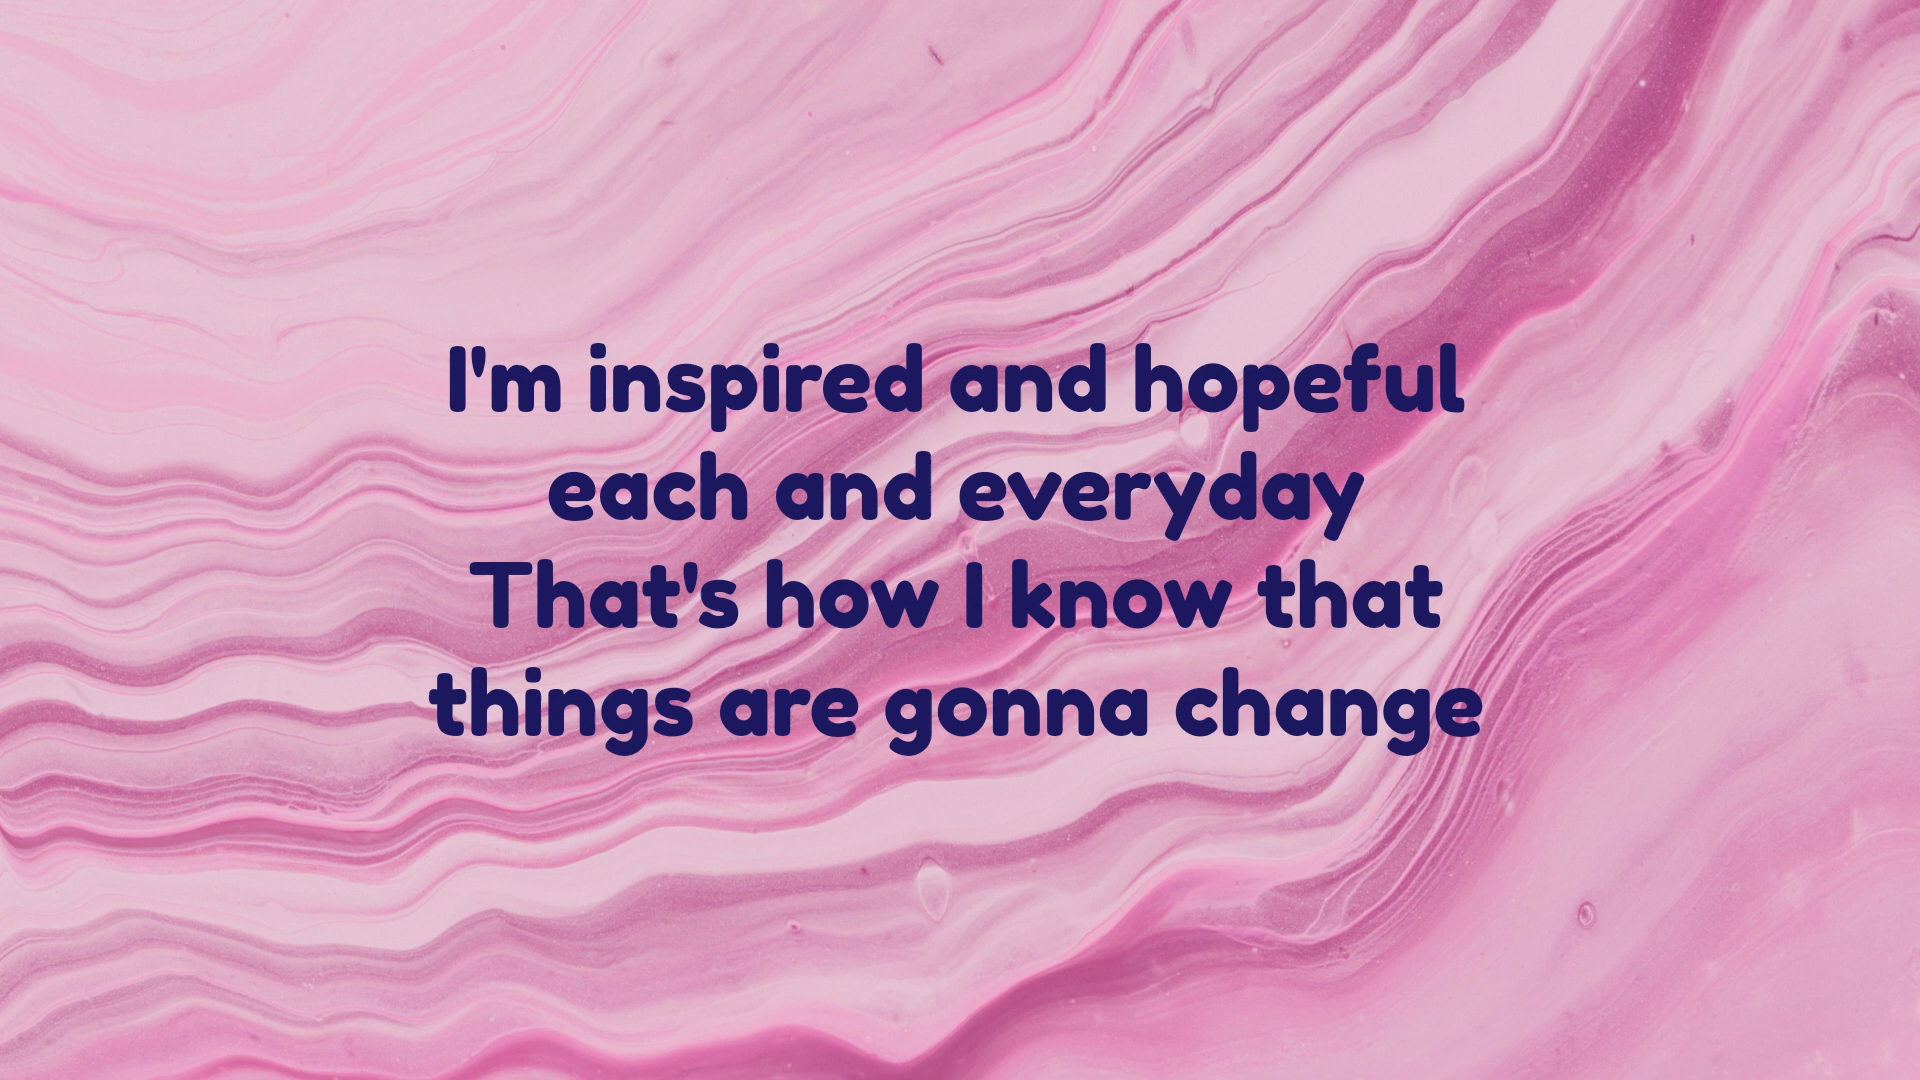 I'm inspired and hopeful
each and everyday
That's how I know that
things are gonna change